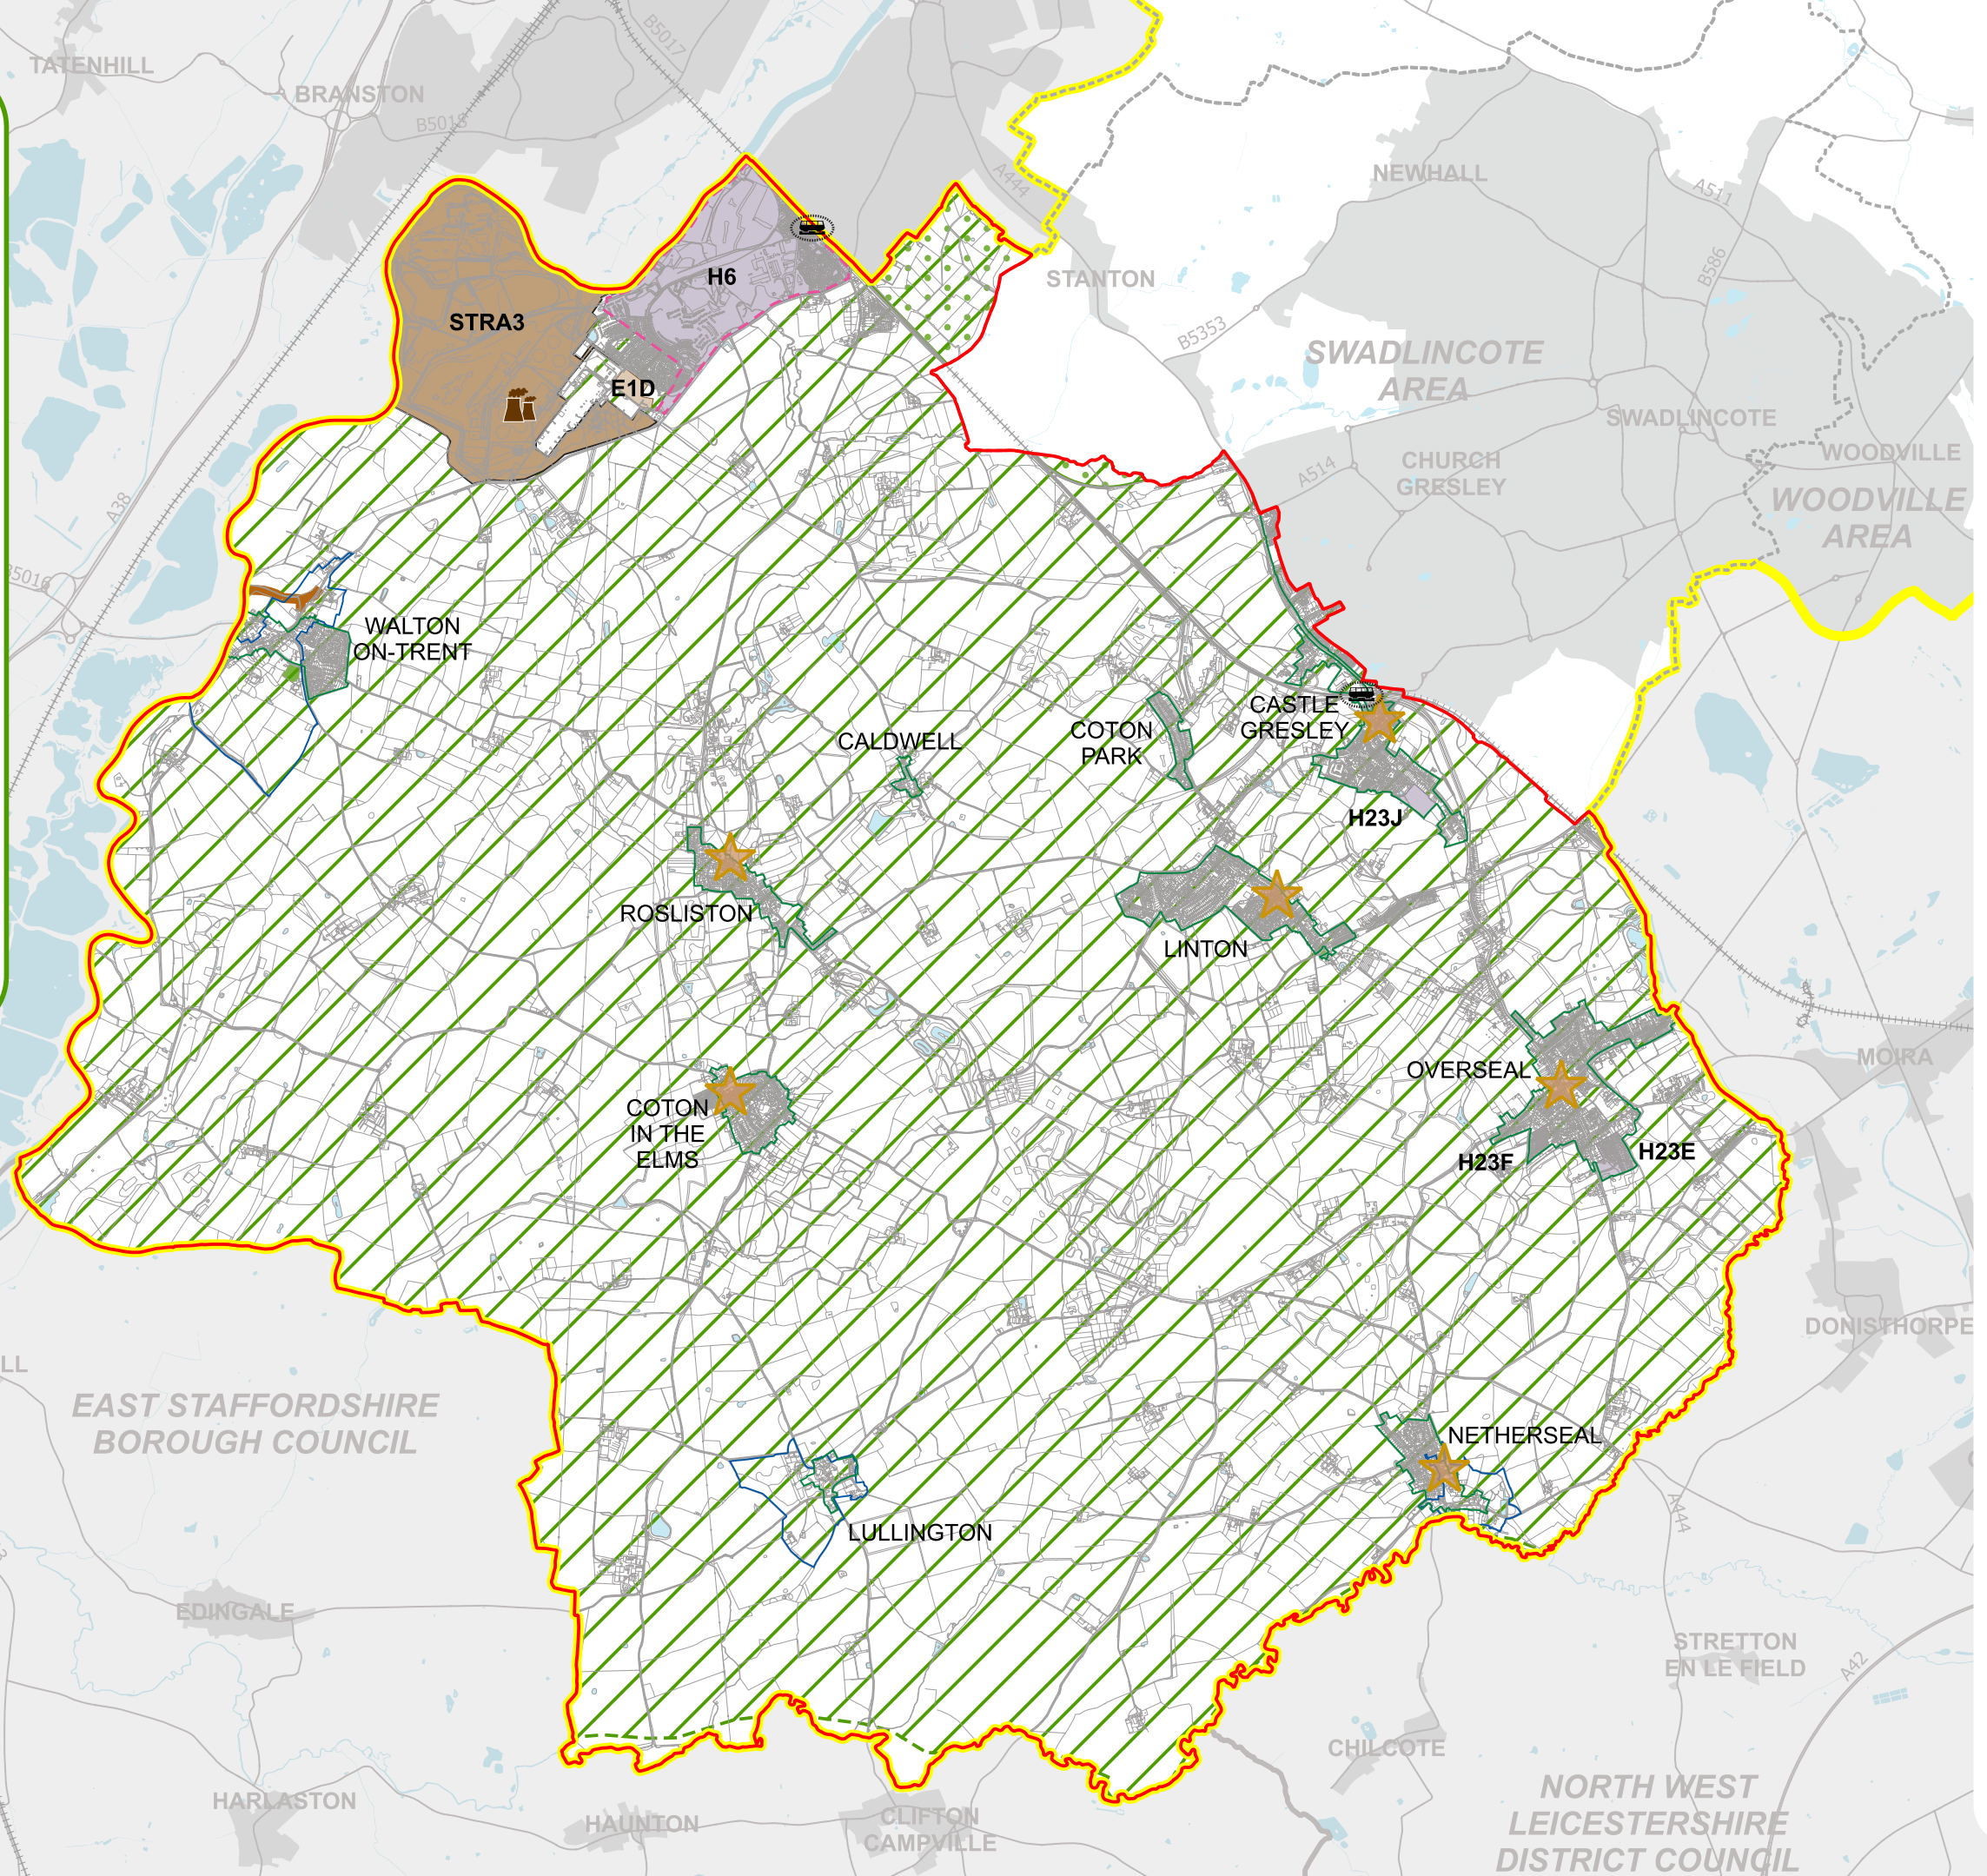 TATENHILL
BRANSTON
B5017
B5018
A444
NEWHALL
A511
B586
STANTON
H6
STRA3
B5353
SWADLINCOTE
AREA
E1D
SWADLINCOTE
WOODVILLE
CHURCH
GRESLEY
A514
WOODVILLE
AREA
A38
B5016
WALTON
ON-TRENT
CASTLE
GRESLEY
COTON
PARK
CALDWELL
H23J
ROSLISTON
LINTON
MOIRA
OVERSEAL
COTON
IN THE
ELMS
H23F
H23E
DONISTHORPE
LL
EAST STAFFORDSHIRE
BOROUGH COUNCIL
NETHERSEAL
A444
LULLINGTON
EDINGALE
STRETTON
EN LE FIELD
A42
CHILCOTE
HARLASTON
HAUNTON
CLIFTON
CAMPVILLE
NORTH WEST
LEICESTERSHIRE
DISTRICT COUNCIL